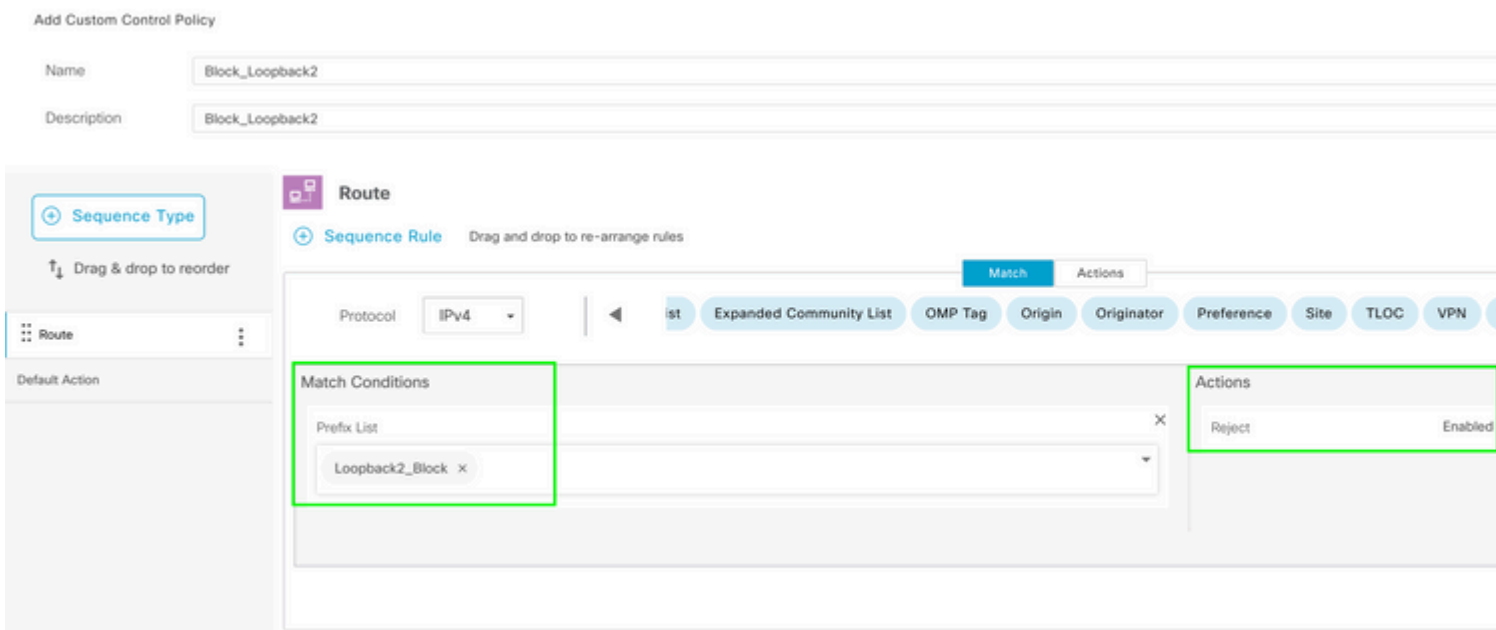 Add Custom Control Policy
Name Block_Loopback2
Description Block_Loopback2
Sequence Type
Drag & drop to reorder
Route
Default Action
Route
Sequence Rule Drag and drop to re-arrange rules
Match Actions
Protocol IPv4 ist Expanded Community List OMP Tag Origin Originator Preference Site TLOC VPN
Match Conditions
Prefix List
Loopback2_Block
Actions
Reject Enabled